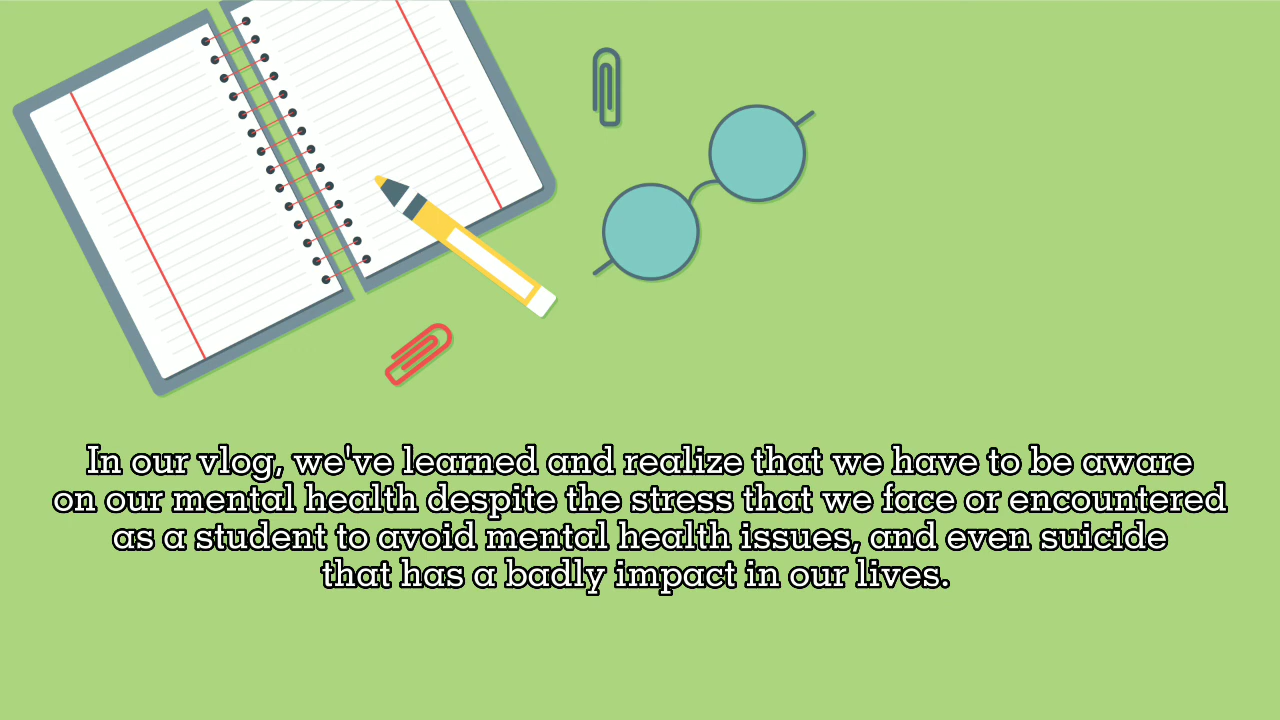 In our vlog, we've learned and realize that we have to be aware
on our mental health despite the stress that we face or encountered
as a student to avoid mental health issues, and even suicide
that has a badly impact in our lives.